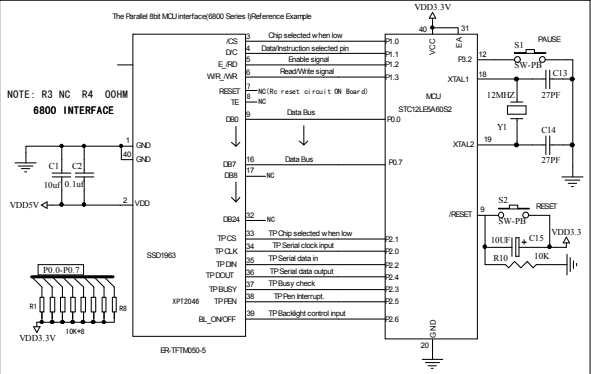 The Parallel 8bit MCU interface(6800 Series I)Reference Example
VDD3.3V
40
31
VCC
EA
/CS 3 Chip selected when low P1.0
D/C 4 Data/Instruction selected pin P1.1
E_/RD 5 Enable signal P1.2
W/R_/WR 6 Read/Write signal P1.3
RESET 7 NC(Rc reset circuit ON Board)
TE 8 NC
DB0 9 Data Bus P0.0
DB7 16 Data Bus P0.7
DB8 17 NC
DB24 32 NC
TP CS 33 TP Chip selected when low P2.1
TP CLK 34 TP Serial clock input P2.0
TP DIN 35 TP Serial data in P2.2
TP DOUT 36 TP Serial data output P2.4
TP BUSY 37 TP Busy check P2.3
TP PEN 38 TP Pen Interrupt. P2.5
BL_ON/OFF 39 TP Backlight control input P2.6
NOTE: R3 NC R4 0OHM
6800 INTERFACE
1 GND
40 GND
C1
C2
10uf
0.1uf
VDD5V
2 VDD
SSD1963
XPT2046
ER-TFTM050-5
P0.0-P0.7
R1
R8
10K*8
VDD3.3V
MCU
STC12LE5A60S2
P3.2 12
S1
PAUSE
SW-PB
XTAL1 18
C13
27PF
12MHZ
Y1
XTAL2 19
C14
27PF
/RESET 9
S2
RESET
SW-PB
VDD3.3
10UF
+
C15
R10
10K
GND
20